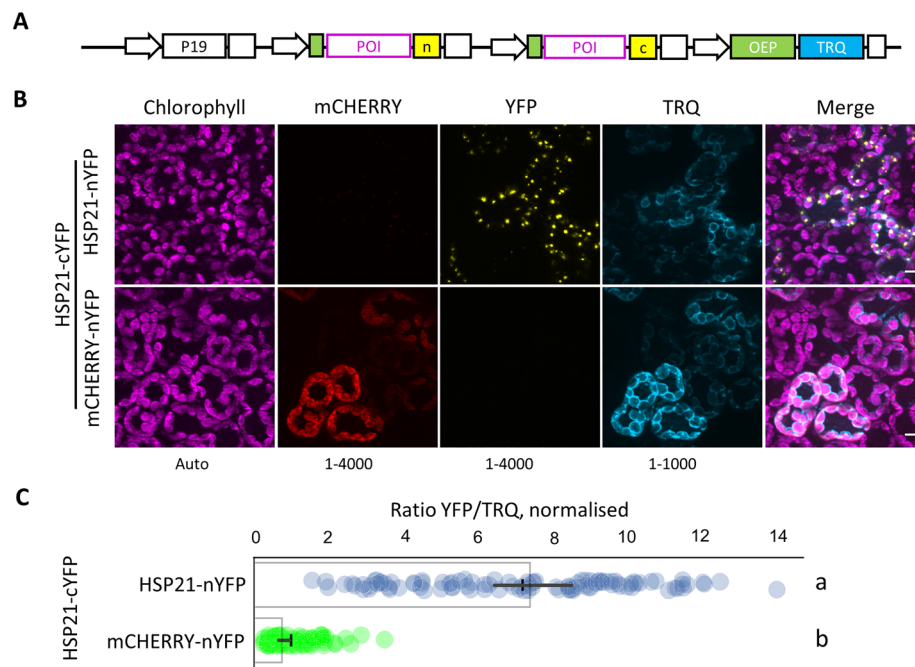 A
P19
POI
n
POI
c
OEP
TRQ
B
Chlorophyll
mCHERRY
YFP
TRQ
Merge
HSP21-cYFP
HSP21-nYFP
mCHERRY-nYFP
Auto
1-4000
1-4000
1-1000
C
Ratio YFP/TRQ, normalised
0
2
4
6
8
10
12
14
HSP21-cYFP
HSP21-nYFP
a
mCHERRY-nYFP
b